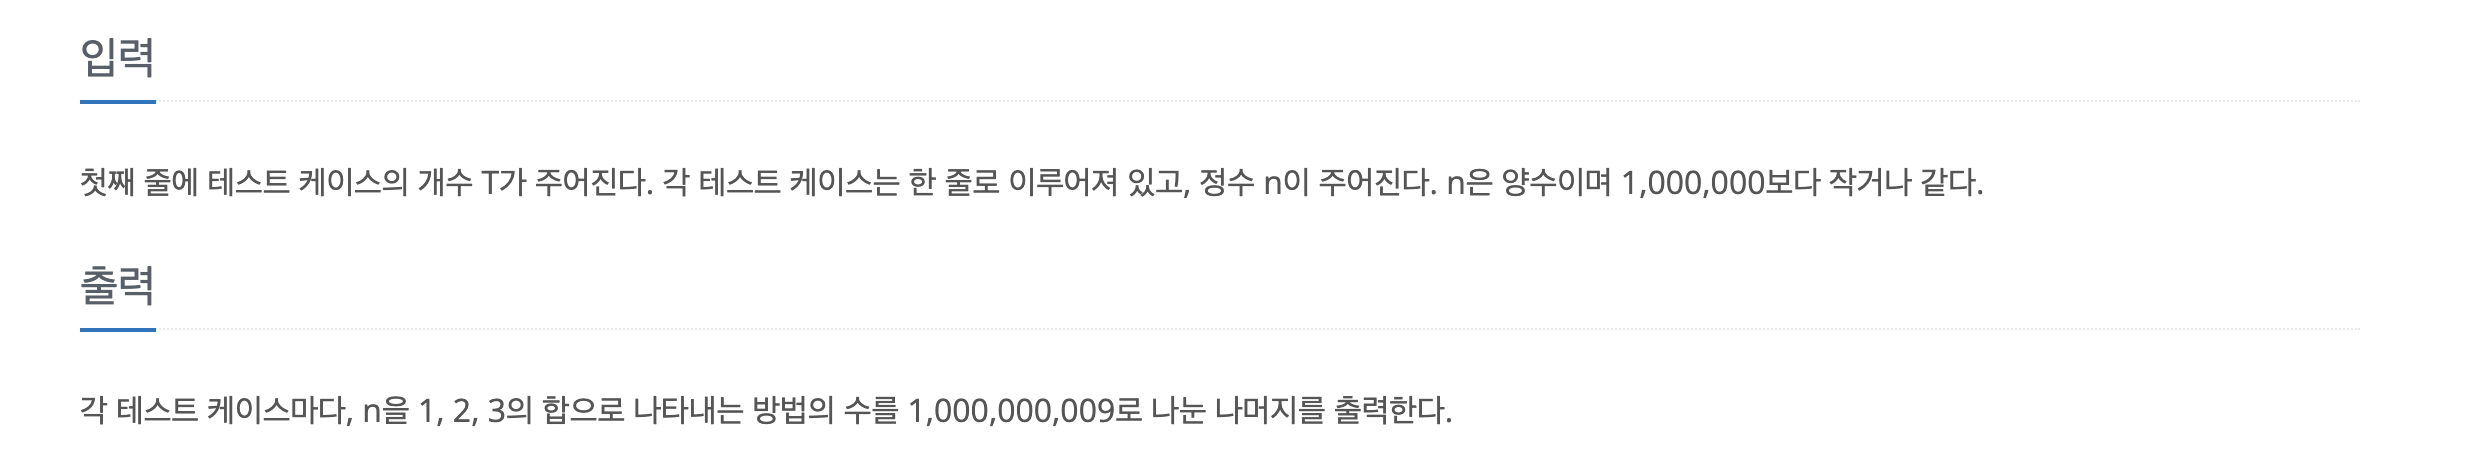 입력
첫째 줄에 테스트 케이스의 개수 T가 주어진다. 각 테스트 케이스는 한 줄로 이루어져 있고, 정수 n이 주어진다. n은 양수이며 1,000,000보다 작거나 같다.
출력
각 테스트 케이스마다, n을 1, 2, 3의 합으로 나타내는 방법의 수를 1,000,000,009로 나눈 나머지를 출력한다.